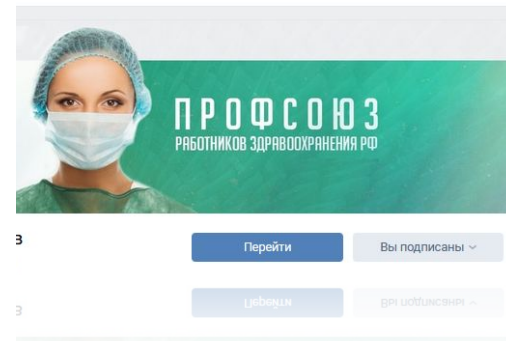 ПРОФСОЮЗ
РАБОТНИКОВ ЗДРАВООХРАНЕНИЯ РФ
З
Перейти
Вы подписаны